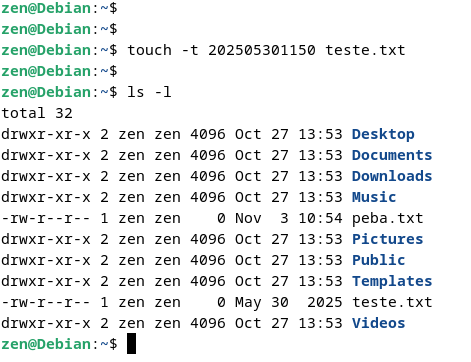 zen@Debian:~$
zen@Debian:~$
zen@Debian:~$ touch -t 202505301150 teste.txt
zen@Debian:~$
zen@Debian:~$ ls -l
total 32
drwxr-xr-x 2 zen zen 4096 Oct 27 13:53 Desktop
drwxr-xr-x 2 zen zen 4096 Oct 27 13:53 Documents
drwxr-xr-x 2 zen zen 4096 Oct 27 13:53 Downloads
drwxr-xr-x 2 zen zen 4096 Oct 27 13:53 Music
-rw-r--r-- 1 zen zen    0 Nov  3 10:54 peba.txt
drwxr-xr-x 2 zen zen 4096 Oct 27 13:53 Pictures
drwxr-xr-x 2 zen zen 4096 Oct 27 13:53 Public
drwxr-xr-x 2 zen zen 4096 Oct 27 13:53 Templates
-rw-r--r-- 1 zen zen    0 May 30  2025 teste.txt
drwxr-xr-x 2 zen zen 4096 Oct 27 13:53 Videos
zen@Debian:~$